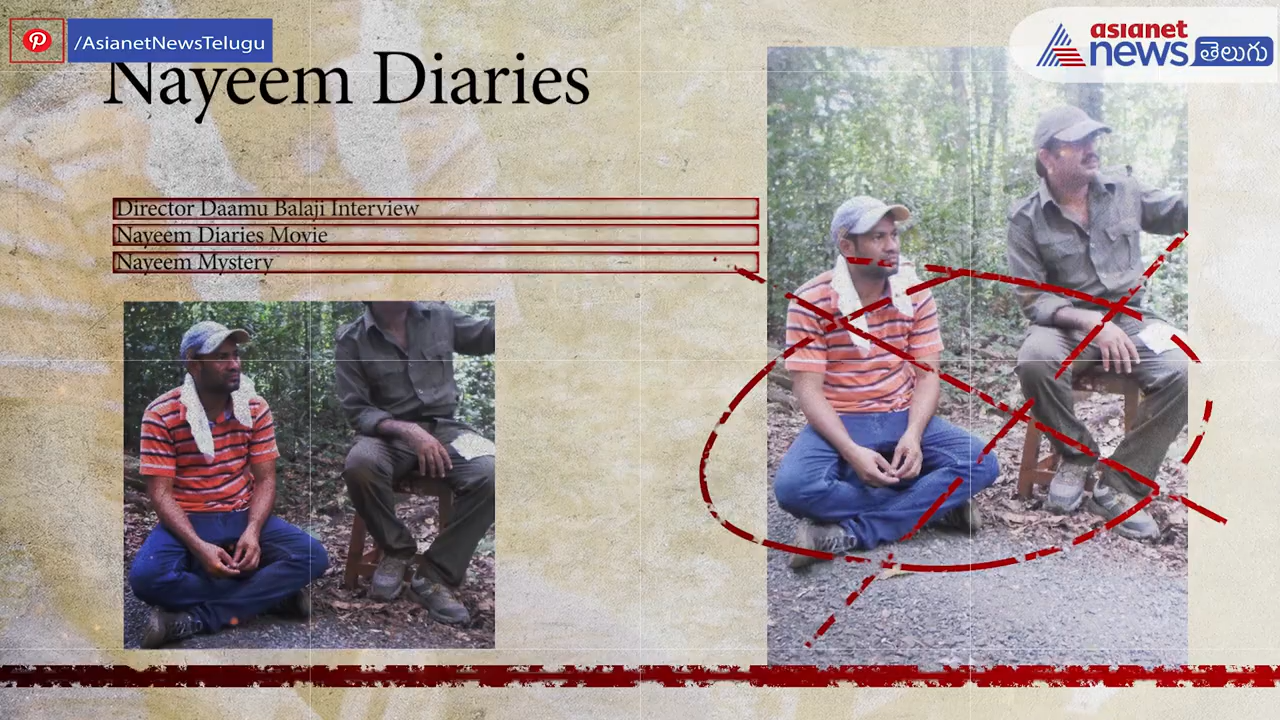 /AsianetNewsTelugu
asianet
news తెలుగు
Nayeem Diaries
Director Daamu Balaji Interview
Nayeem Diaries Movie
Nayeem Mystery